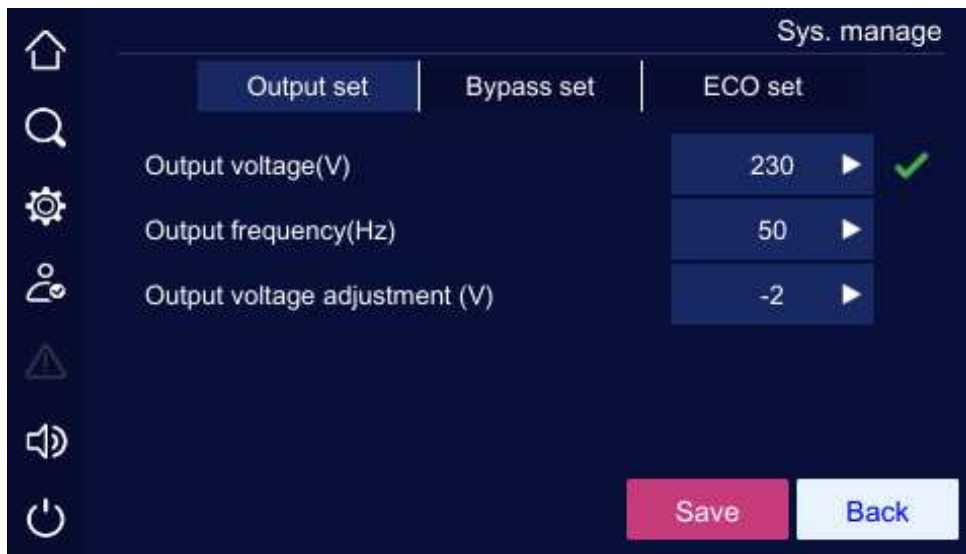 Sys. manage
Output set Bypass set ECO set
Output voltage(V) 230
Output frequency(Hz) 50
Output voltage adjustment (V) -2
Save Back